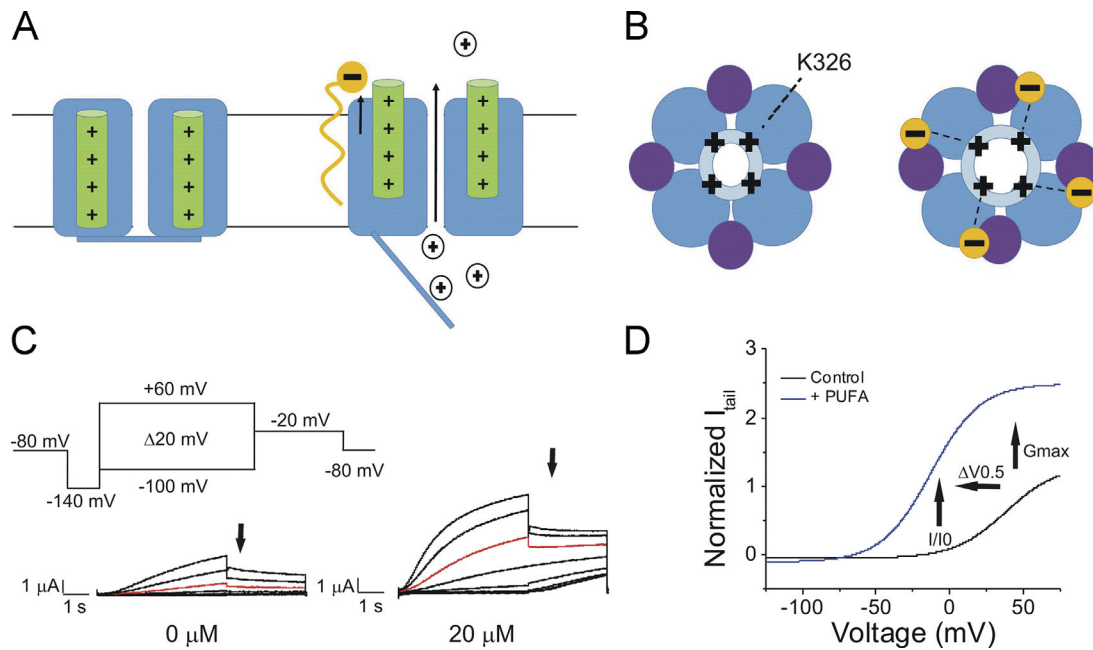 A
+ + + +
+ + + +
−
+ + + +
+ + + +
+
+
+
+
B
K326
+ +
+ +
−
−
+ +
−
+ +
−
C
+60 mV
-80 mV
-20 mV
Δ20 mV
-80 mV
-100 mV
-140 mV
1 μA
1 s
0 μM
1 μA
1 s
20 μM
D
Normalized I_tail
3
2
1
0
Control
+ PUFA
Gmax
ΔV0.5
I/I0
-100 -50 0 50
Voltage (mV)